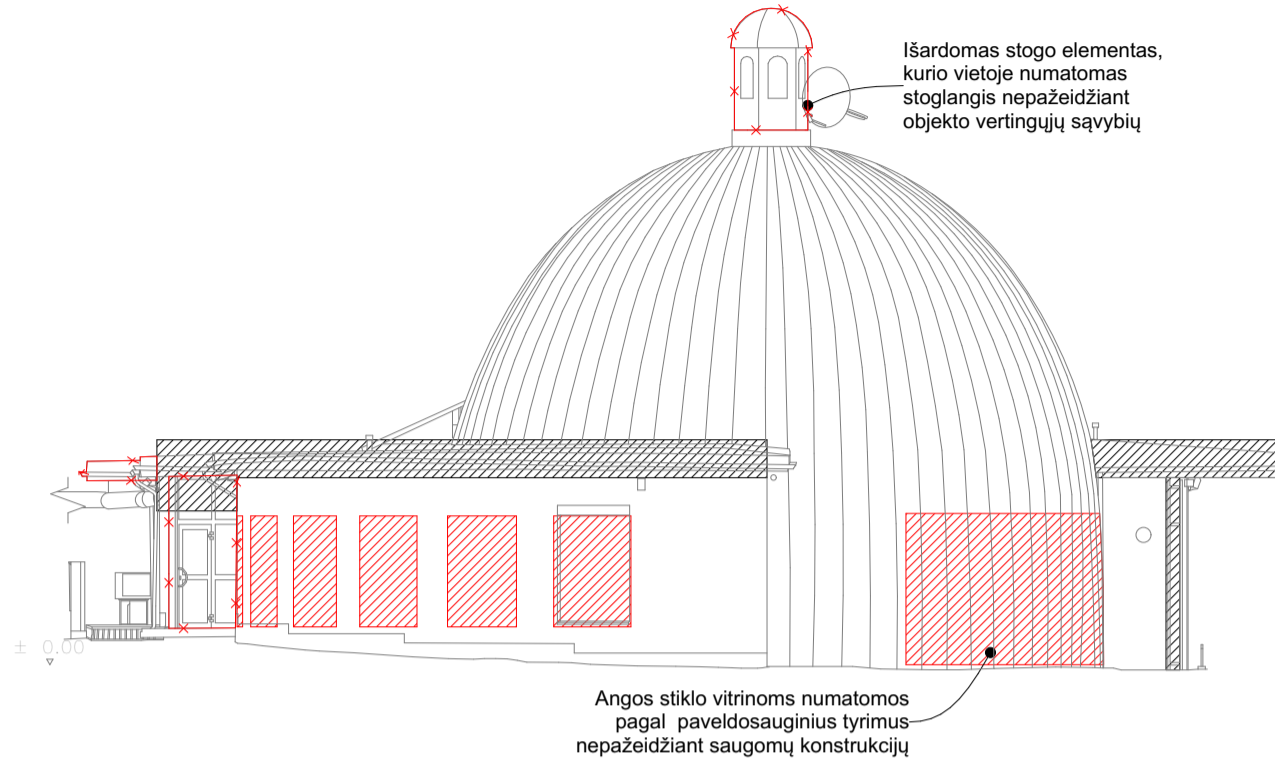 Išardomas stogo elementas,
kurio vietoje numatomas
stoglangis nepažeidžiant
objekto vertingųjų sąvybių
± 0.00
Angos stiklo vitrinoms numatomos
pagal paveldosauginius tyrimus
nepažeidžiant saugomų konstrukcijų